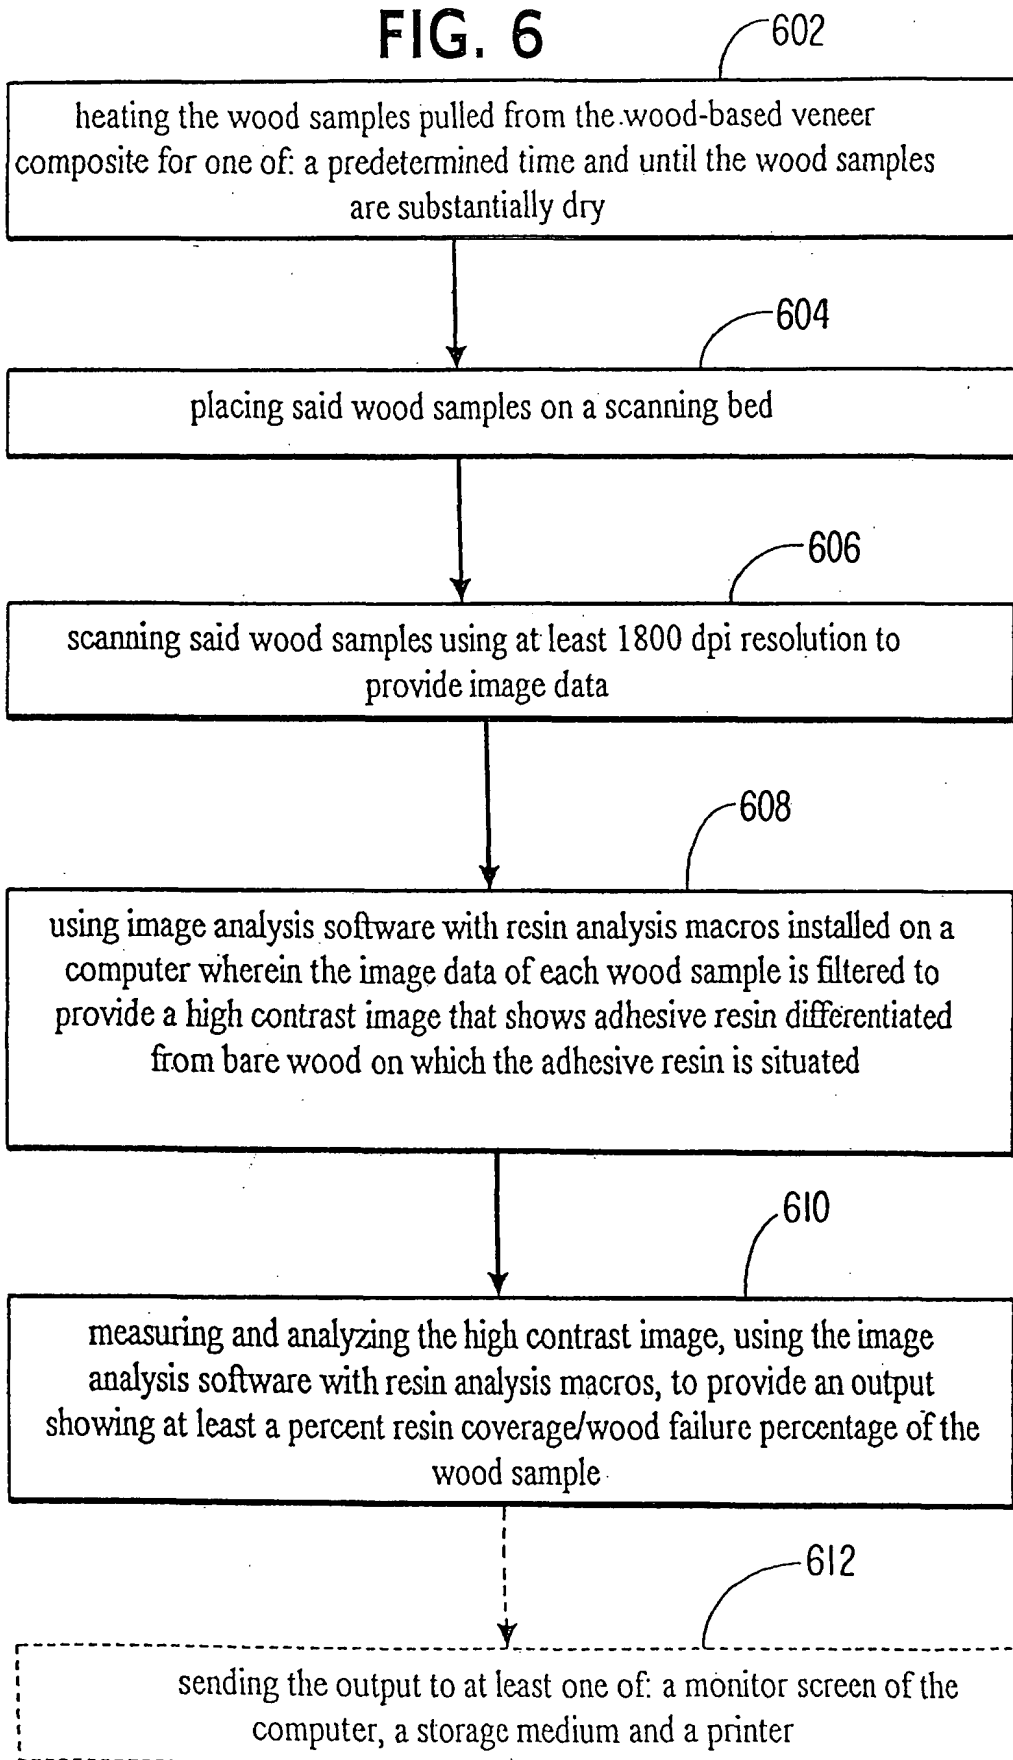 FIG. 6
602
heating the wood samples pulled from the wood-based veneer
composite for one of: a predetermined time and until the wood samples
are substantially dry
604
placing said wood samples on a scanning bed
606
scanning said wood samples using at least 1800 dpi resolution to
provide image data
608
using image analysis software with resin analysis macros installed on a
computer wherein the image data of each wood sample is filtered to
provide a high contrast image that shows adhesive resin differentiated
from bare wood on which the adhesive resin is situated
610
measuring and analyzing the high contrast image, using the image
analysis software with resin analysis macros, to provide an output
showing at least a percent resin coverage/wood failure percentage of the
wood sample
612
sending the output to at least one of: a monitor screen of the
computer, a storage medium and a printer